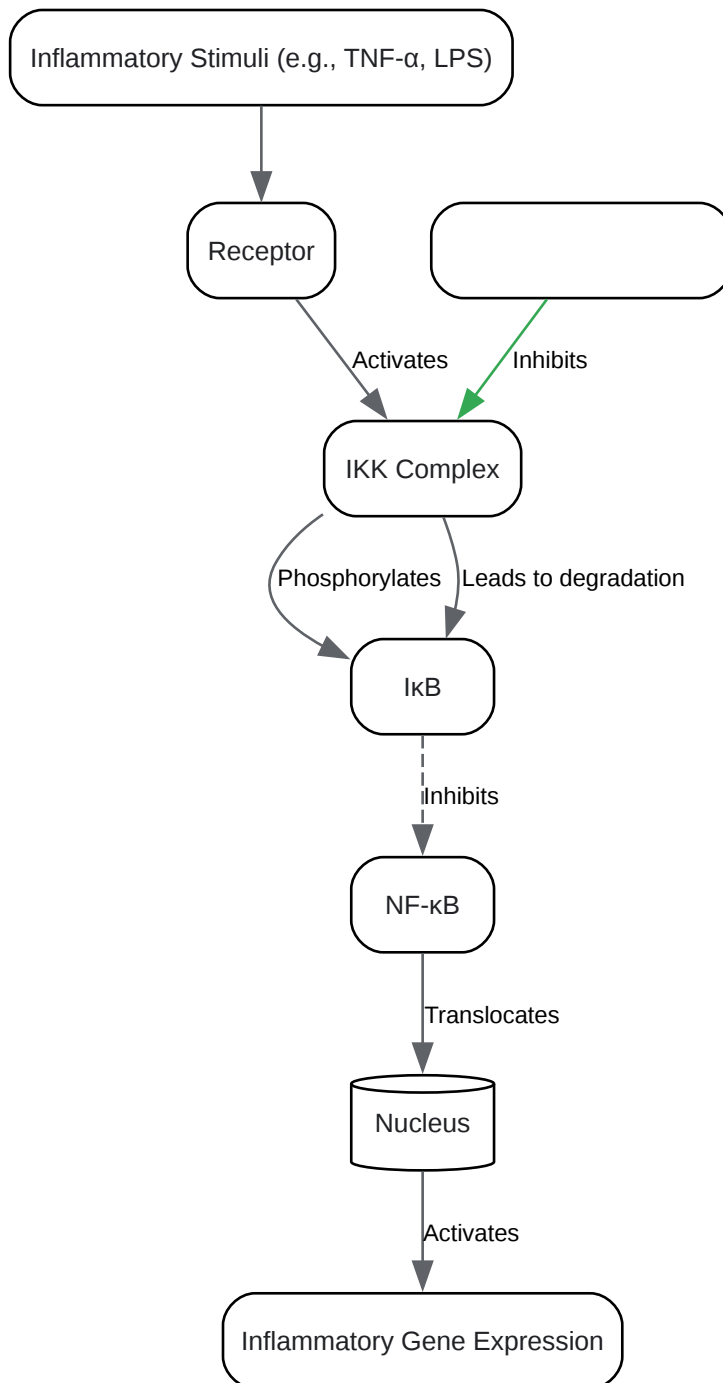 Inflammatory Stimuli (e.g., TNF-α, LPS)
Receptor
Activates
Inhibits
IKK Complex
Phosphorylates
Leads to degradation
IκB
Inhibits
NF-κB
Translocates
Nucleus
Activates
Inflammatory Gene Expression